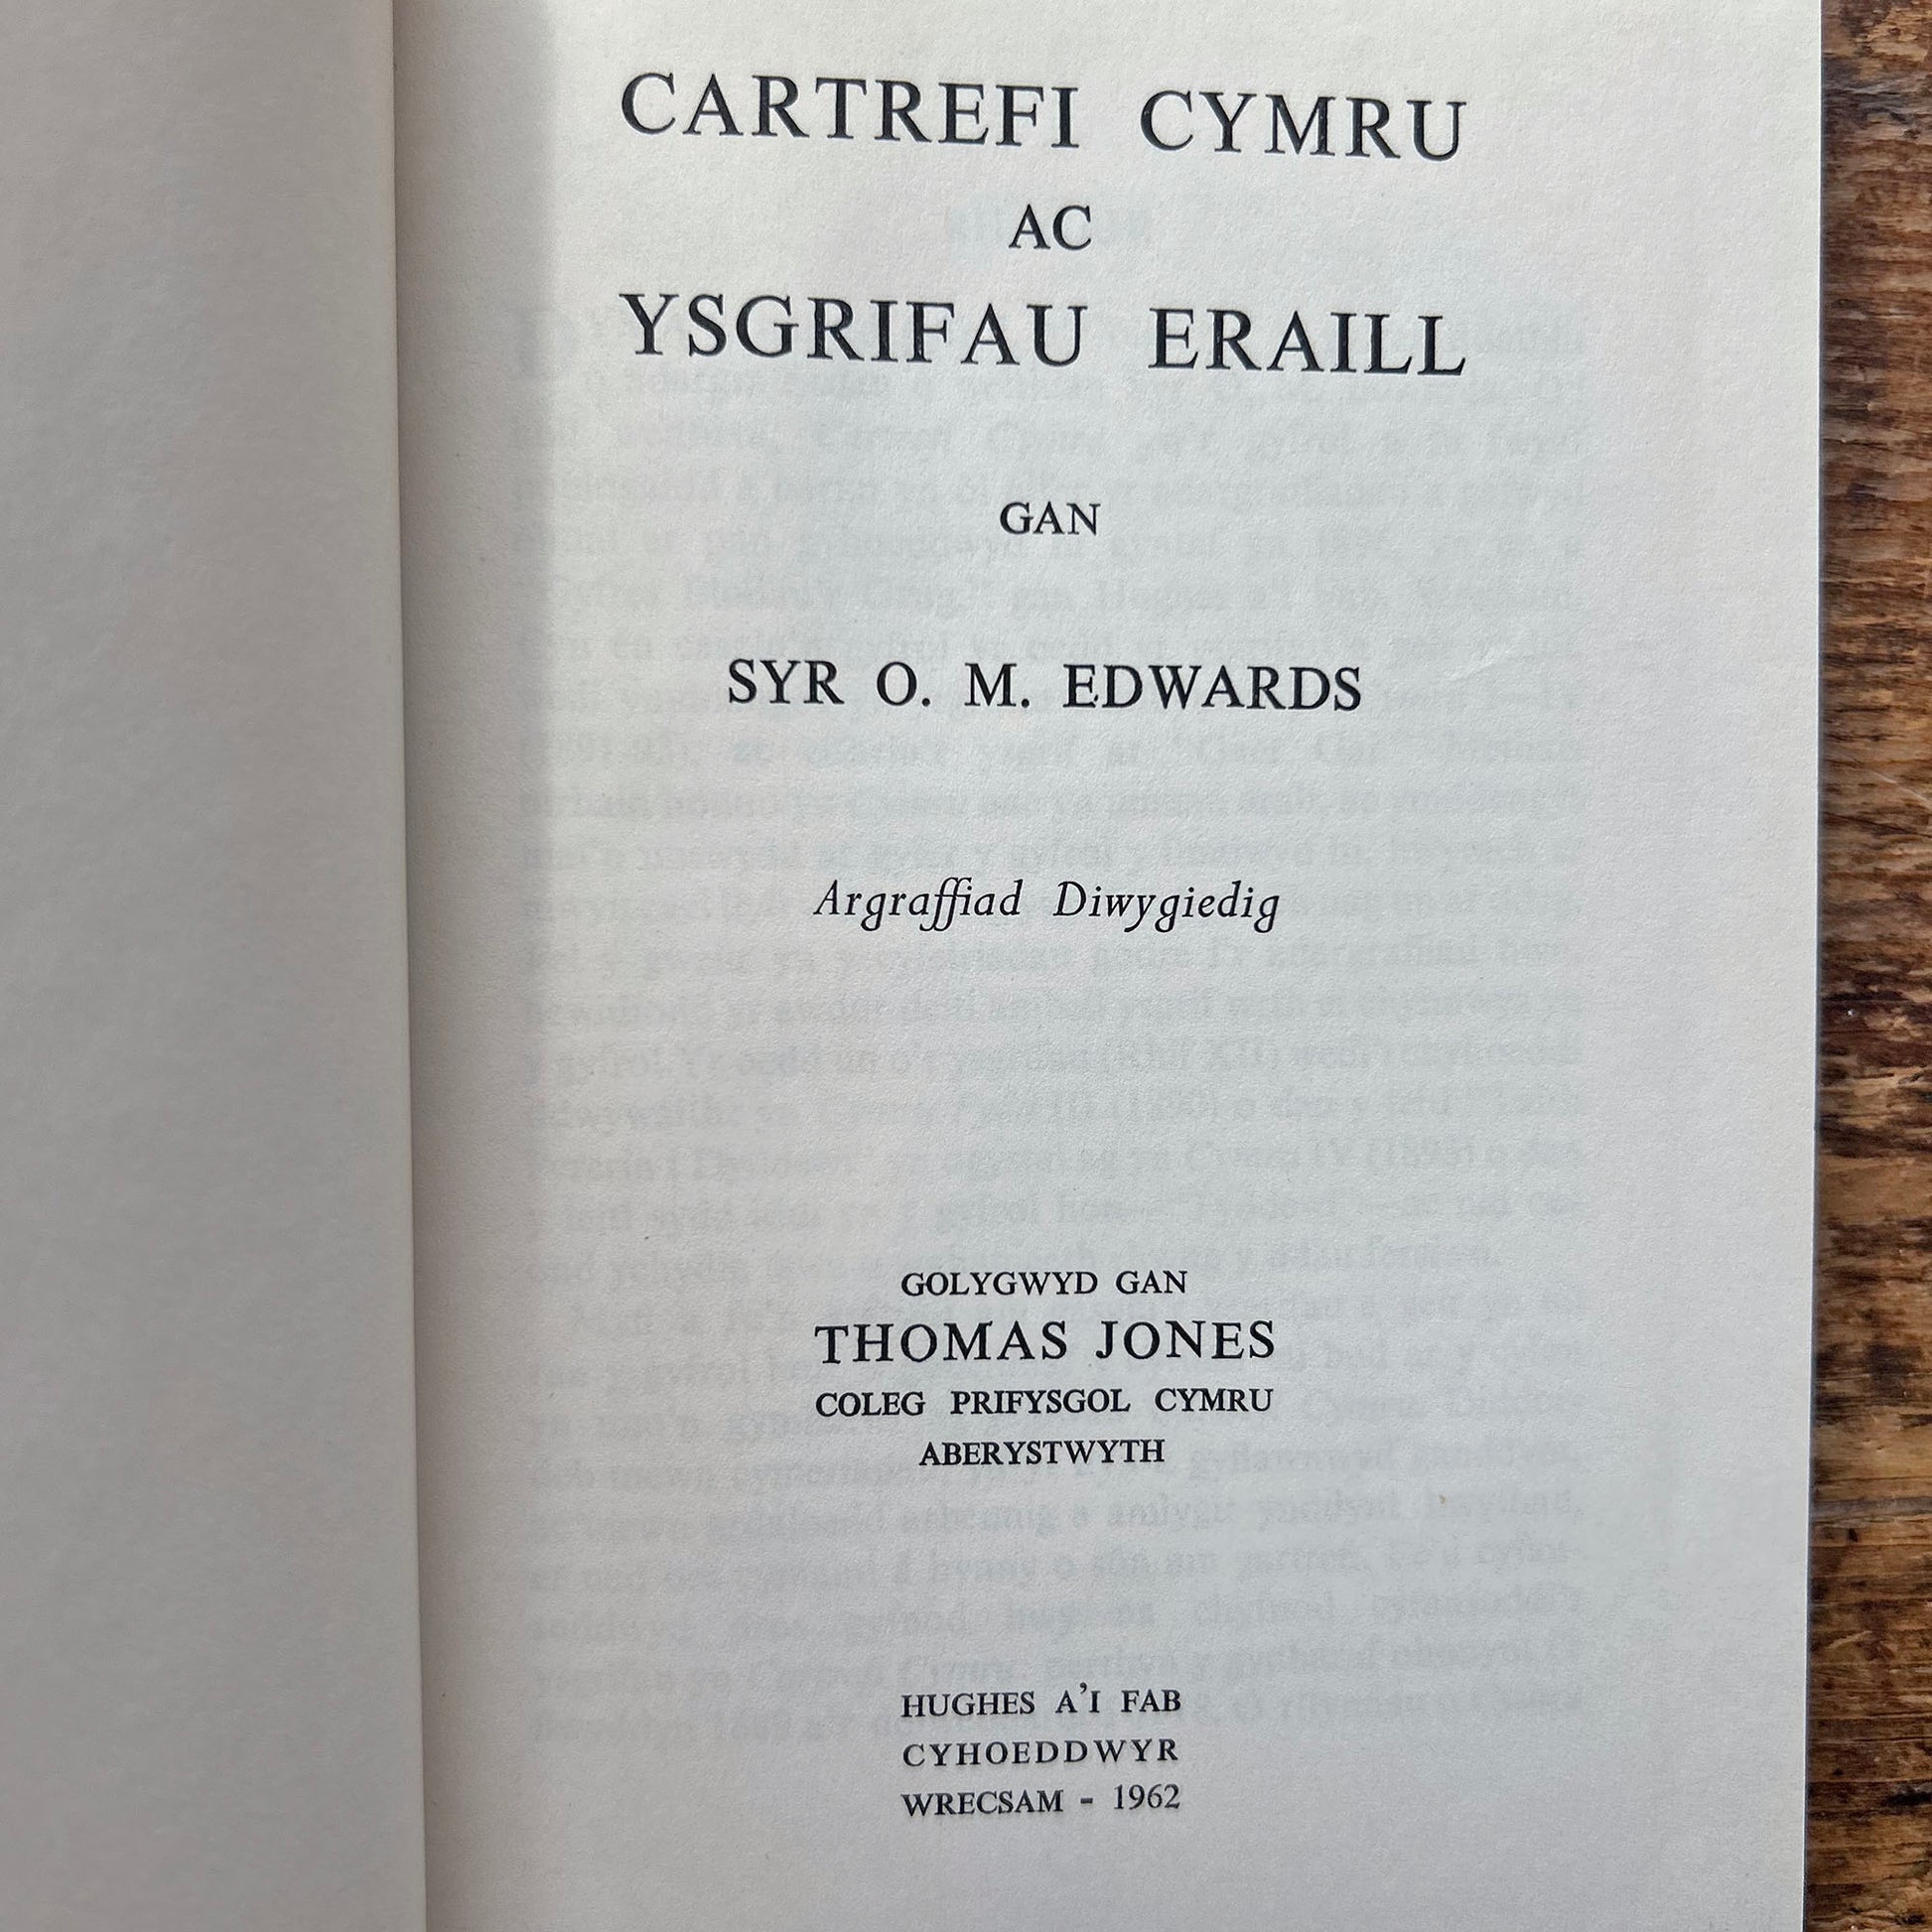 CARTREFI CYMRU
AC
YSGRIFAU ERAILL
GAN
SYR O. M. EDWARDS
Argraffiad Diwygiedig
GOLYGWYD GAN
THOMAS JONES
COLEG PRIFYSGOL CYMRU
ABERYSTWYTH
HUGHES A'I FAB
CYHOEDDWYR
WRECSAM - 1962